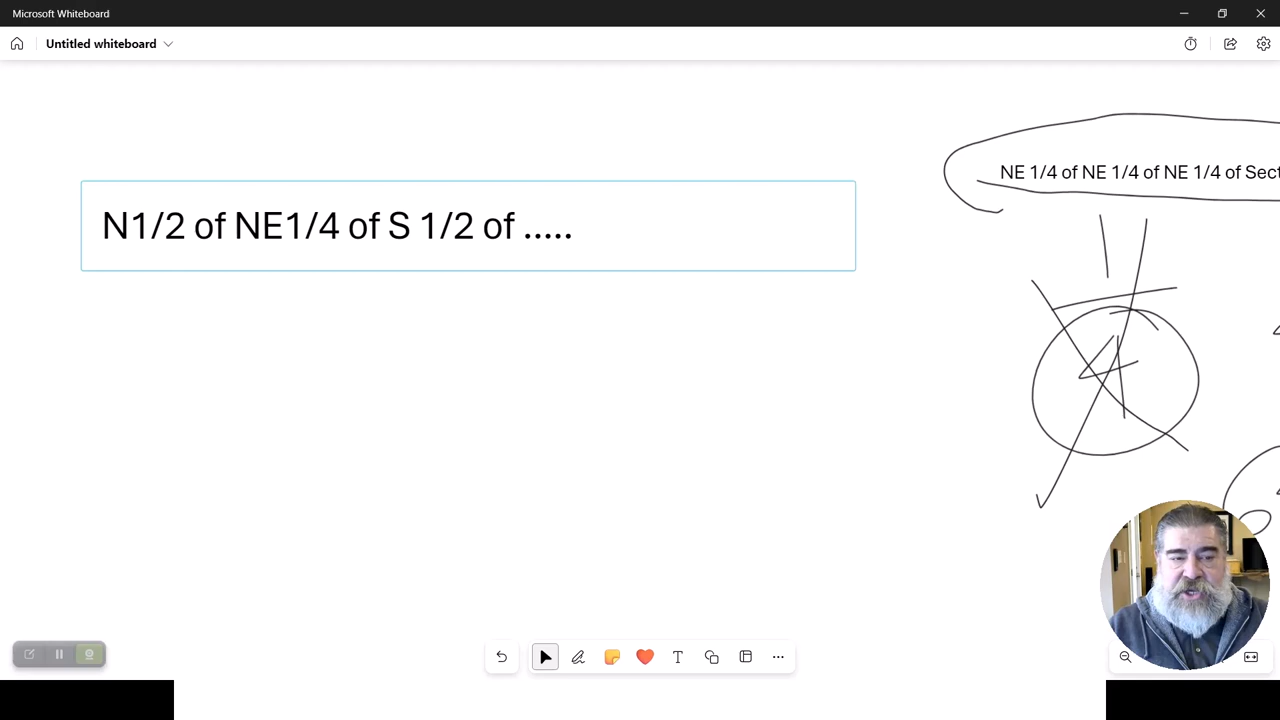 Microsoft Whiteboard
Untitled whiteboard
NE 1/4 of NE 1/4 of NE 1/4 of Sect
N1/2 of NE1/4 of S 1/2 of .....
4
T